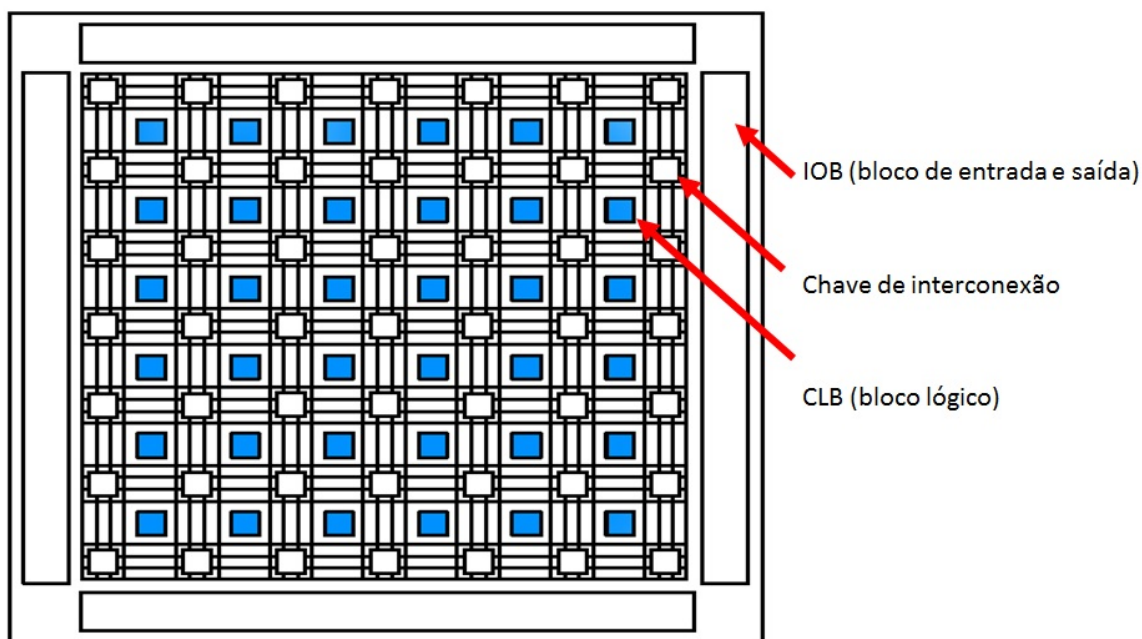 IOB (bloco de entrada e saída)
Chave de interconexão
CLB (bloco lógico)